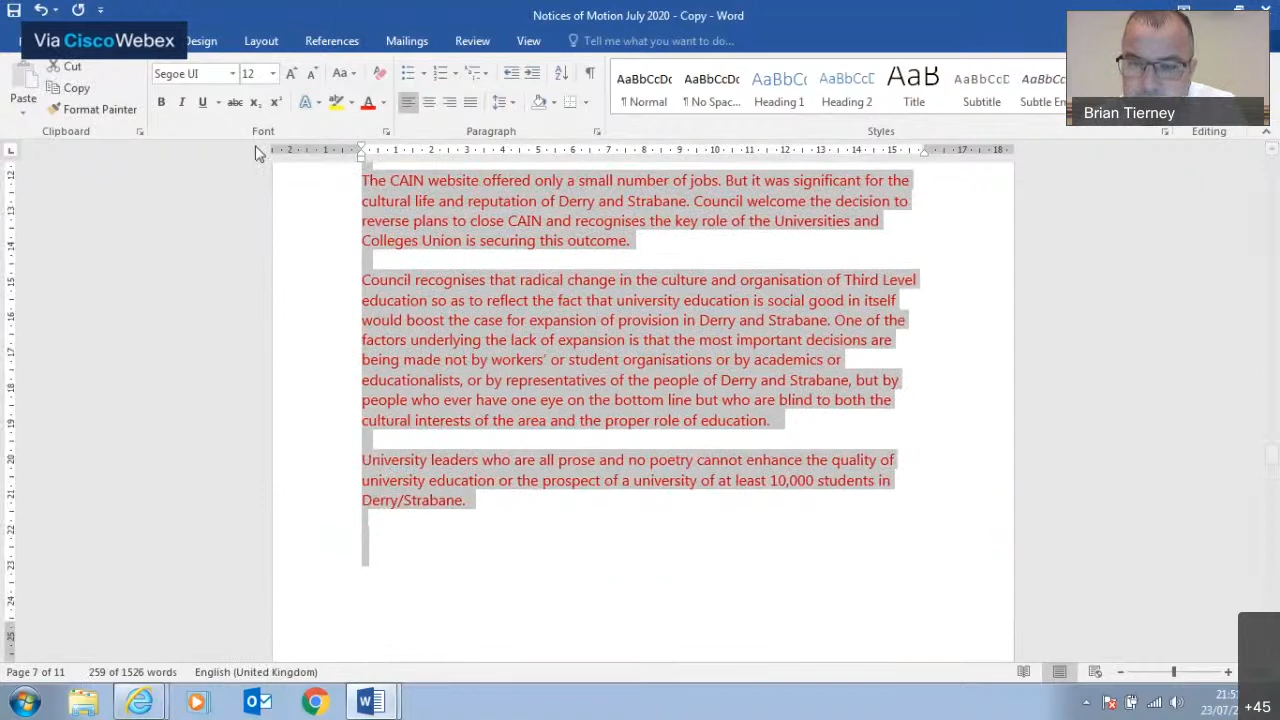 Notices of Motion July 2020 - Copy - Word
Via CiscoWebex
Design Layout References Mailings Review View Tell me what you want to do...
Brian Tierney
Cut
Copy
Format Painter
Paste
Segoe UI 12
AaBbCcDc AaBbCcDc AaBbCc AaBbCcD AaB AaBbCcD
¶ Normal ¶ No Spac... Heading 1 Heading 2 Title Subtitle Subtle Em
Clipboard Font Paragraph Styles Editing
The CAIN website offered only a small number of jobs. But it was significant for the
cultural life and reputation of Derry and Strabane. Council welcome the decision to
reverse plans to close CAIN and recognises the key role of the Universities and
Colleges Union is securing this outcome.
Council recognises that radical change in the culture and organisation of Third Level
education so as to reflect the fact that university education is social good in itself
would boost the case for expansion of provision in Derry and Strabane. One of the
factors underlying the lack of expansion is that the most important decisions are
being made not by workers' or student organisations or by academics or
educationalists, or by representatives of the people of Derry and Strabane, but by
people who ever have one eye on the bottom line but who are blind to both the
cultural interests of the area and the proper role of education.
University leaders who are all prose and no poetry cannot enhance the quality of
university education or the prospect of a university of at least 10,000 students in
Derry/Strabane.
Page 7 of 11 259 of 1526 words English (United Kingdom)
+45